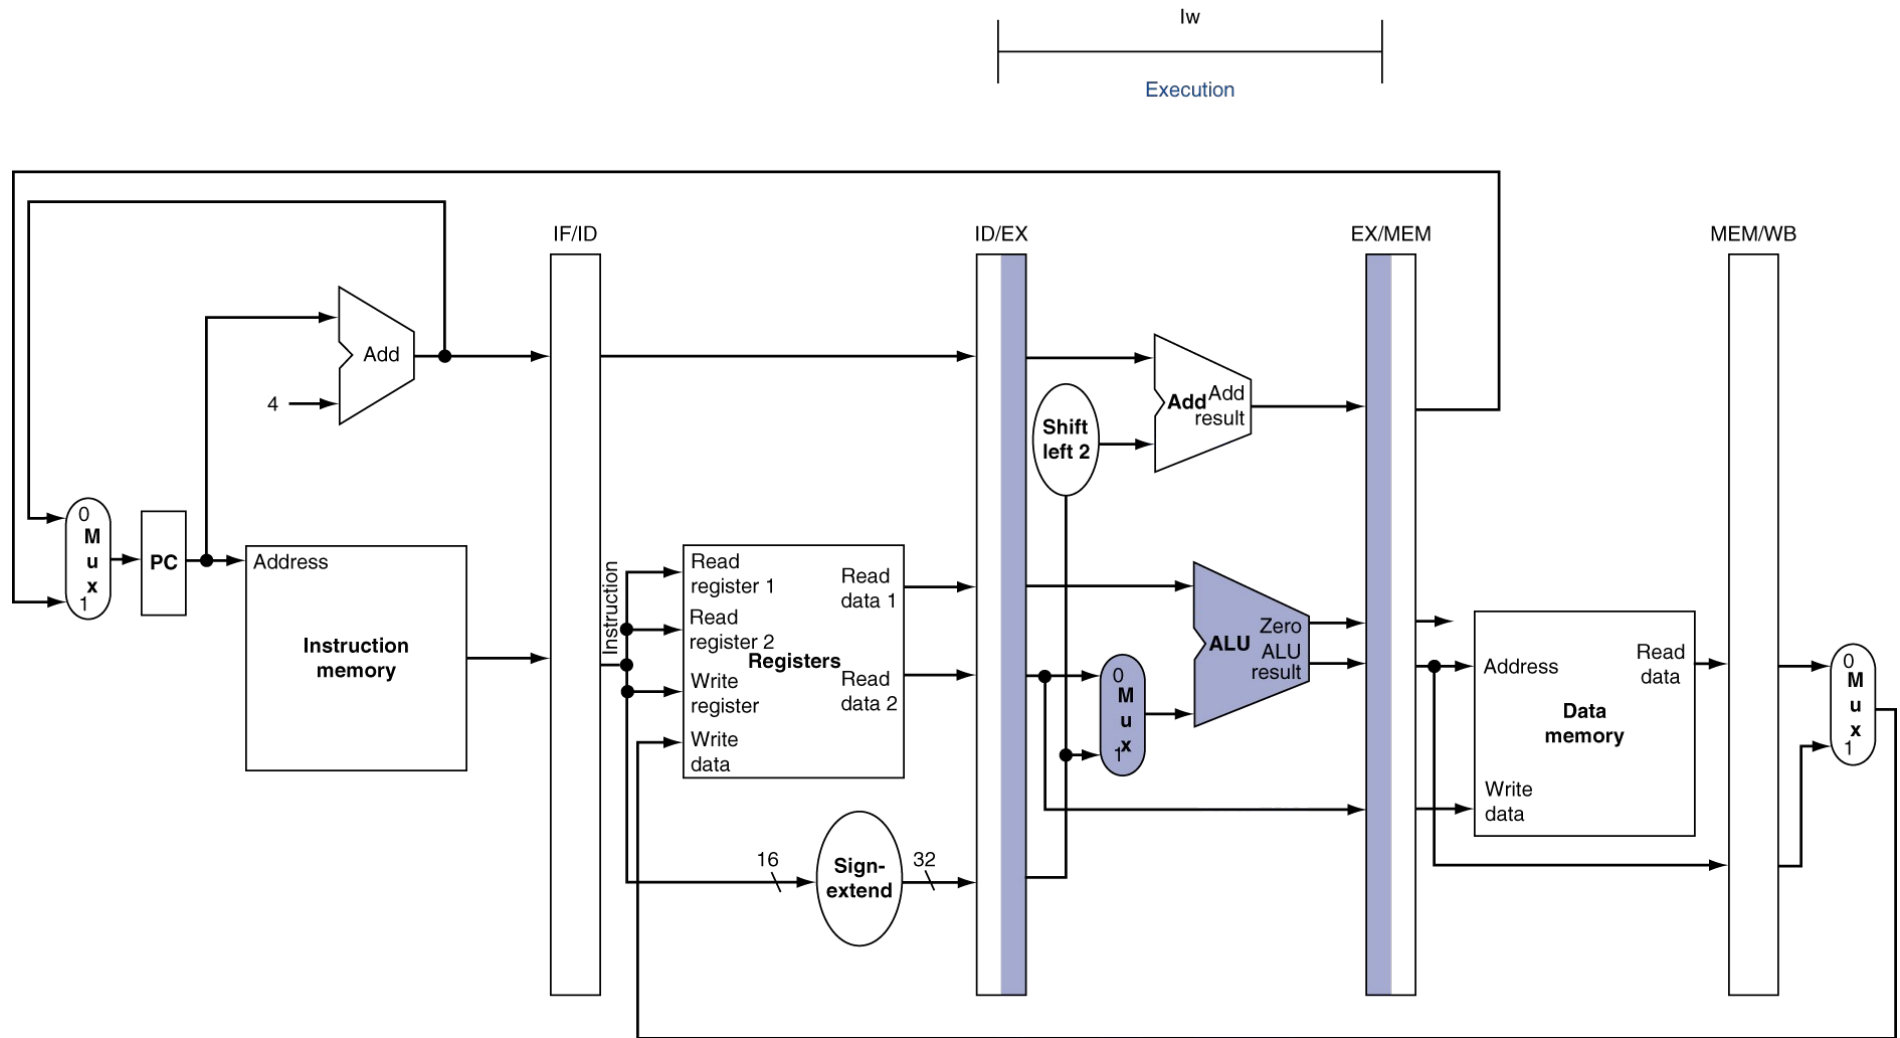 lw
Execution
IF/ID
ID/EX
EX/MEM
MEM/WB
Add
4
Add
Add
result
Shift
left 2
0
M
u
x
1
PC
Address
Instruction
memory
Instruction
Read
register 1
Read
register 2
Write
register
Write
data
Registers
Read
data 1
Read
data 2
16
Sign-
extend
32
0
M
u
x
1
ALU
Zero
ALU
result
Address
Read
data
Data
memory
Write
data
0
M
u
x
1